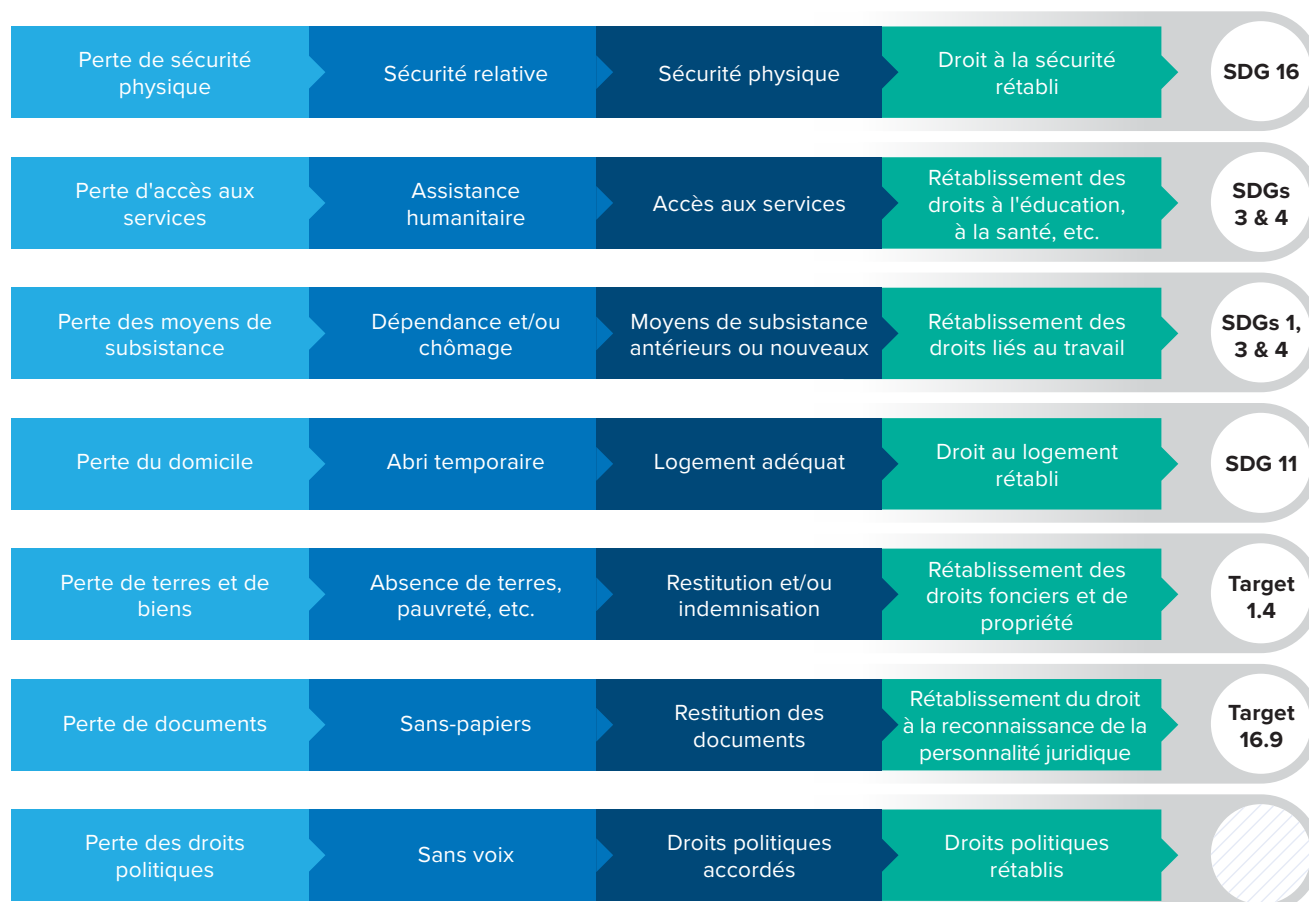 Perte de sécurité
physique
Sécurité relative
Sécurité physique
Droit à la sécurité
rétabli
SDG 16
Perte d'accès aux
services
Assistance
humanitaire
Accès aux services
Rétablissement des
droits à l'éducation,
à la santé, etc.
SDGs
3 & 4
Perte des moyens de
subsistance
Dépendance et/ou
chômage
Moyens de subsistance
antérieurs ou nouveaux
Rétablissement des
droits liés au travail
SDGs 1,
3 & 4
Perte du domicile
Abri temporaire
Logement adéquat
Droit au logement
rétabli
SDG 11
Perte de terres et de
biens
Absence de terres,
pauvreté, etc.
Restitution et/ou
indemnisation
Rétablissement des
droits fonciers et de
propriété
Target
1.4
Perte de documents
Sans-papiers
Restitution des
documents
Rétablissement du droit
à la reconnaissance de la
personnalité juridique
Target
16.9
Perte des droits
politiques
Sans voix
Droits politiques
accordés
Droits politiques
rétablis